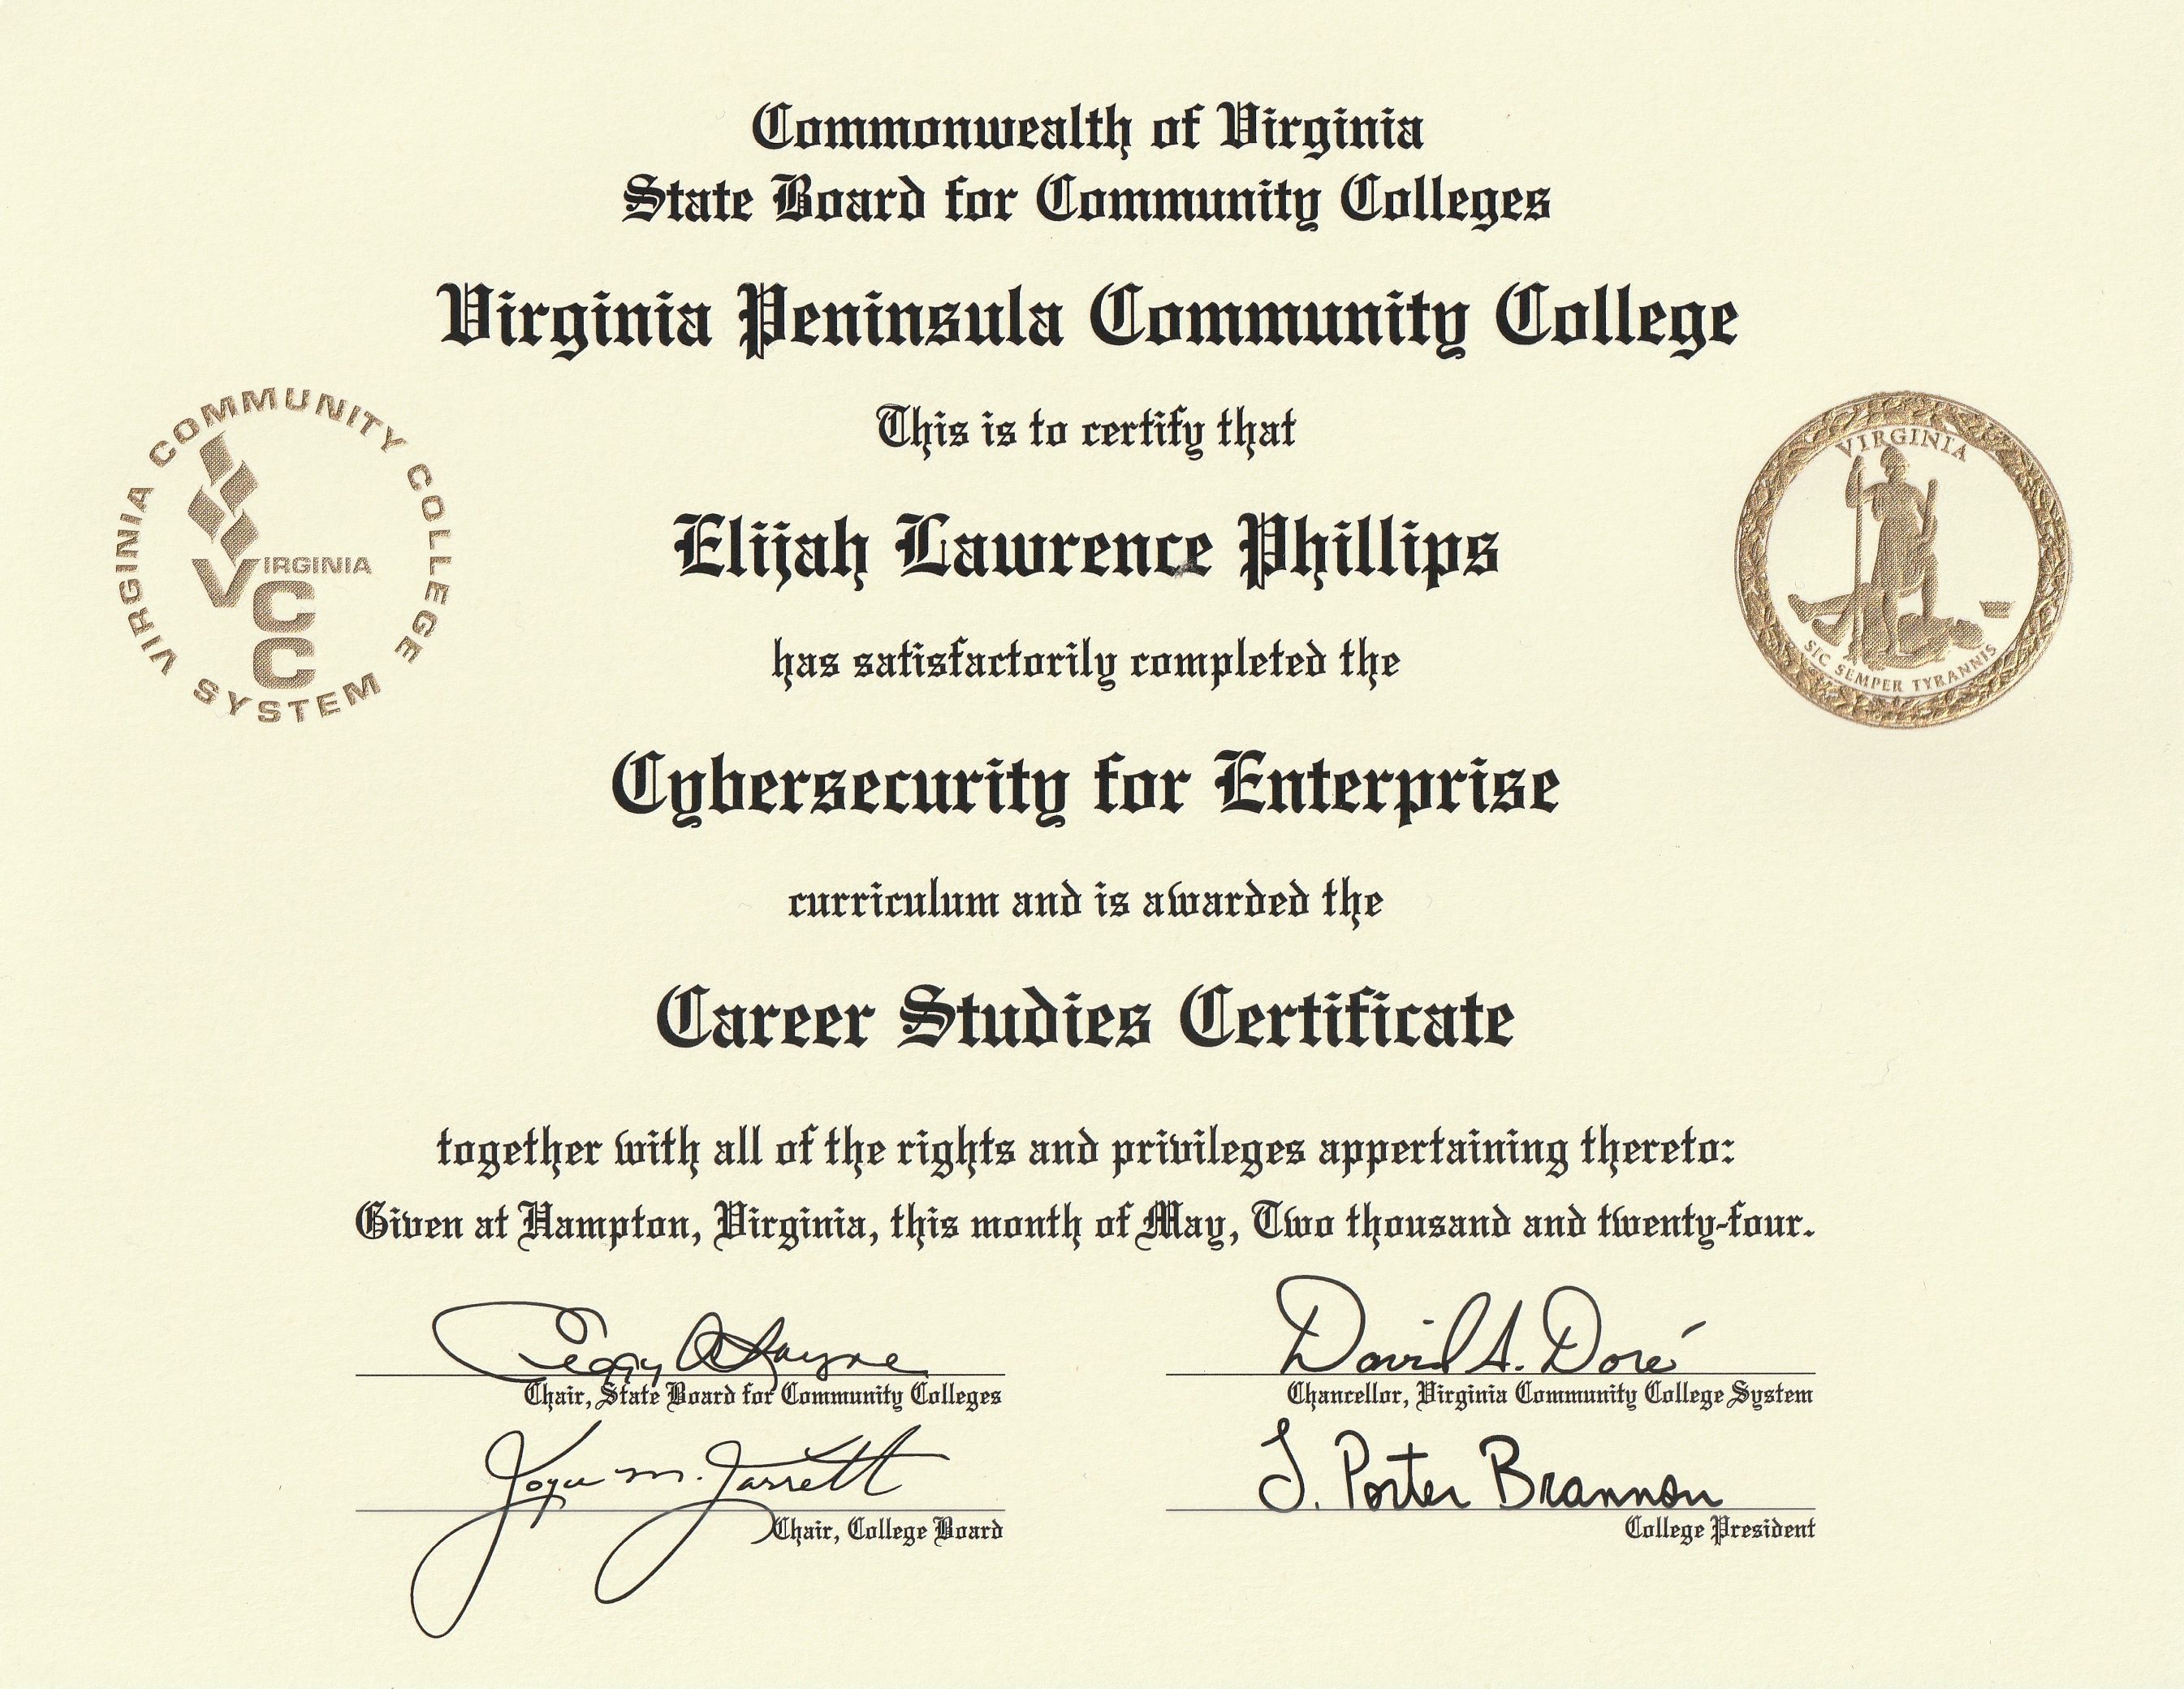 Commonwealth of Virginia
State Board for Community Colleges
Virginia Peninsula Community College
This is to certify that
VIRGINIA COMMUNITY COLLEGE SYSTEM
VIRGINIA
C
C
VIRGINIA
SIC SEMPER TYRANNIS
Elijah Lawrence Phillips
has satisfactorily completed the
Cybersecurity for Enterprise
curriculum and is awarded the
Career Studies Certificate
together with all of the rights and privileges appertaining thereto:
Given at Hampton, Virginia, this month of May, Two thousand and twenty-four.
Peggy Layne
David A. Doré
Chair, State Board for Community Colleges
Chancellor, Virginia Community College System
M. Jarrett
J. Porter Brannon
Chair, College Board
College President